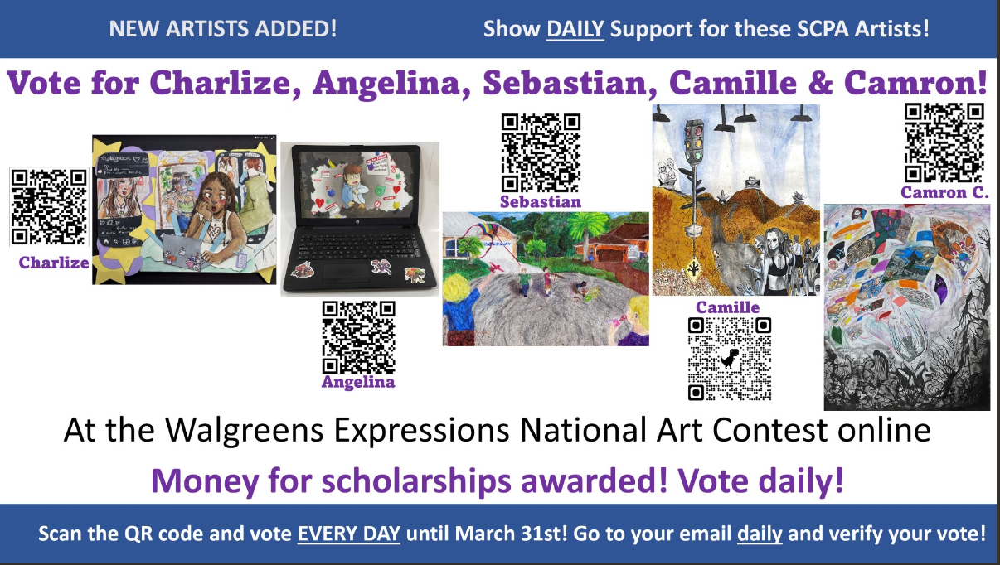 NEW ARTISTS ADDED!
Show DAILY Support for these SCPA Artists!
Vote for Charlize, Angelina, Sebastian, Camille & Camron!
Charlize
Angelina
Sebastian
Camille
Camron C.
At the Walgreens Expressions National Art Contest online
Money for scholarships awarded! Vote daily!
Scan the QR code and vote EVERY DAY until March 31st! Go to your email daily and verify your vote!